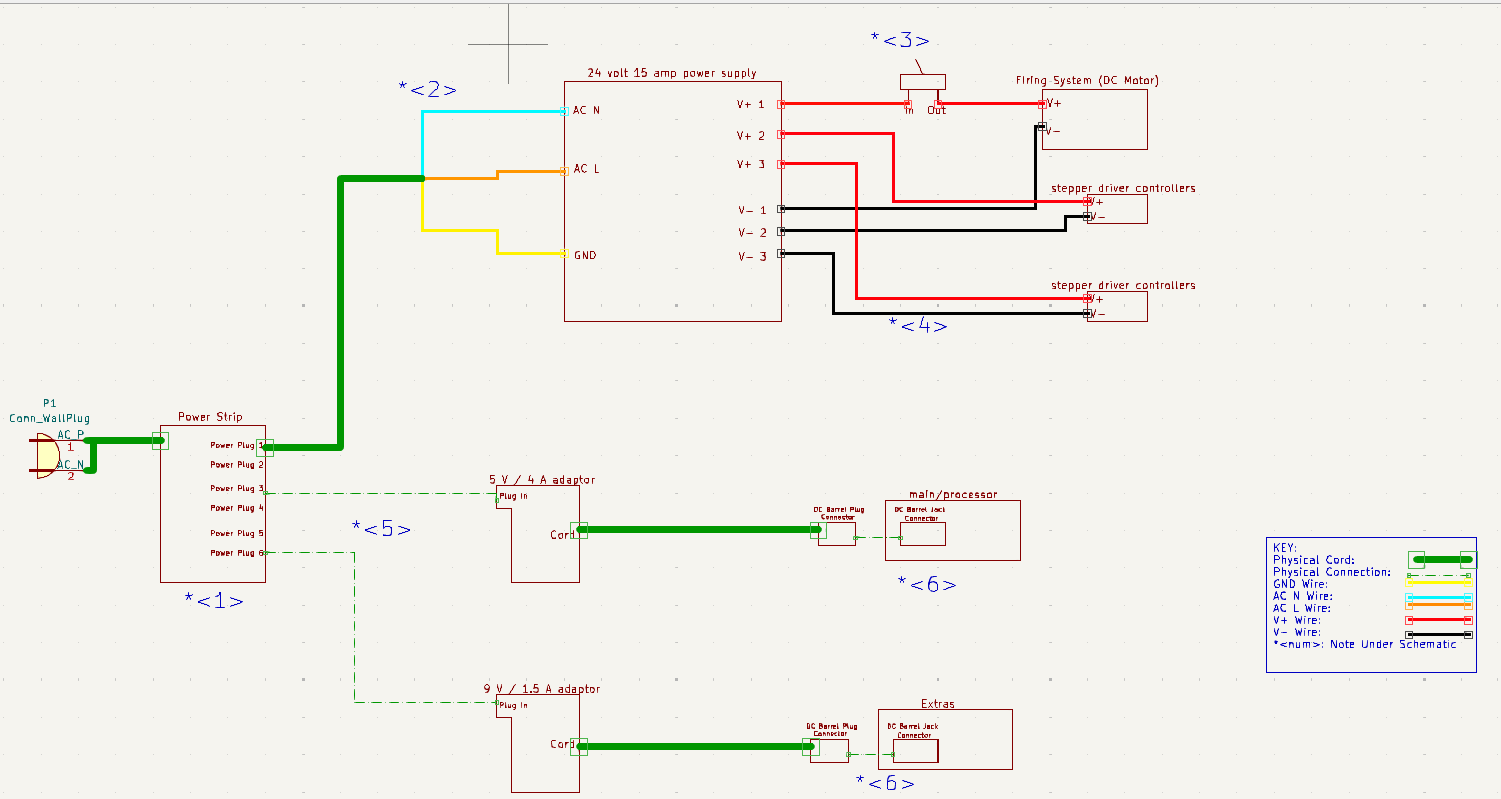 *<3>
24 volt 15 amp power supply
Firing System (DC Motor)
*<2>
V+ 1
In
Out
V+
AC N
V-
V+ 2
V+ 3
AC L
stepper driver controllers
V+
V-
V- 1
V- 2
V- 3
GND
stepper driver controllers
V+
V-
*<4>
P1
Conn_WallPlug
AC_P
1
AC_N
2
Power Strip
Power Plug 1
Power Plug 2
Power Plug 3
Power Plug 4
Power Plug 5
Power Plug 6
*<1>
*<5>
5 V / 4 A adaptor
Plug in
Cord
DC Barrel Plug
Connector
main/processor
DC Barrel Jack
Connector
*<6>
KEY:
Physical Cord:
Physical Connection:
GND Wire:
AC N Wire:
AC L Wire:
V+ Wire:
V- Wire:
*<num>: Note Under Schematic
9 V / 1.5 A adaptor
Plug in
Cord
DC Barrel Plug
Connector
Extras
DC Barrel Jack
Connector
*<6>